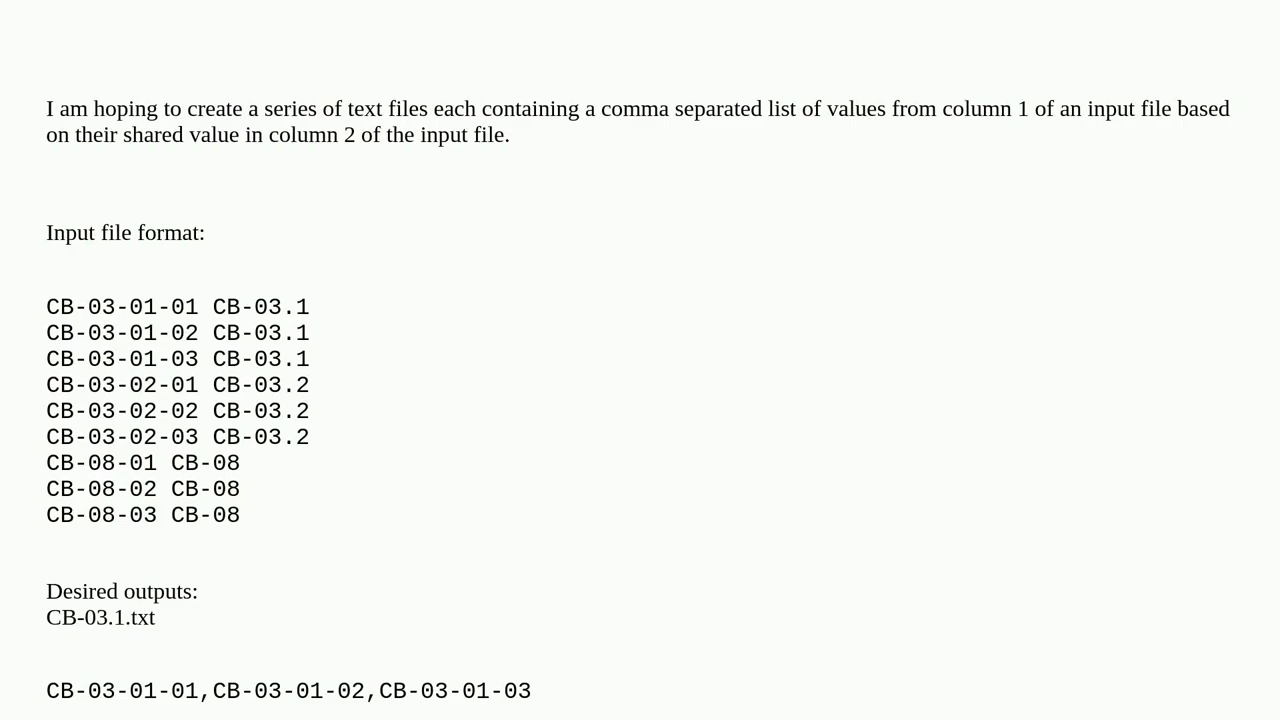 I am hoping to create a series of text files each containing a comma separated list of values from column 1 of an input file based
on their shared value in column 2 of the input file.
Input file format:
CB-03-01-01 CB-03.1
CB-03-01-02 CB-03.1
CB-03-01-03 CB-03.1
CB-03-02-01 CB-03.2
CB-03-02-02 CB-03.2
CB-03-02-03 CB-03.2
CB-08-01 CB-08
CB-08-02 CB-08
CB-08-03 CB-08
Desired outputs:
CB-03.1.txt
CB-03-01-01,CB-03-01-02,CB-03-01-03